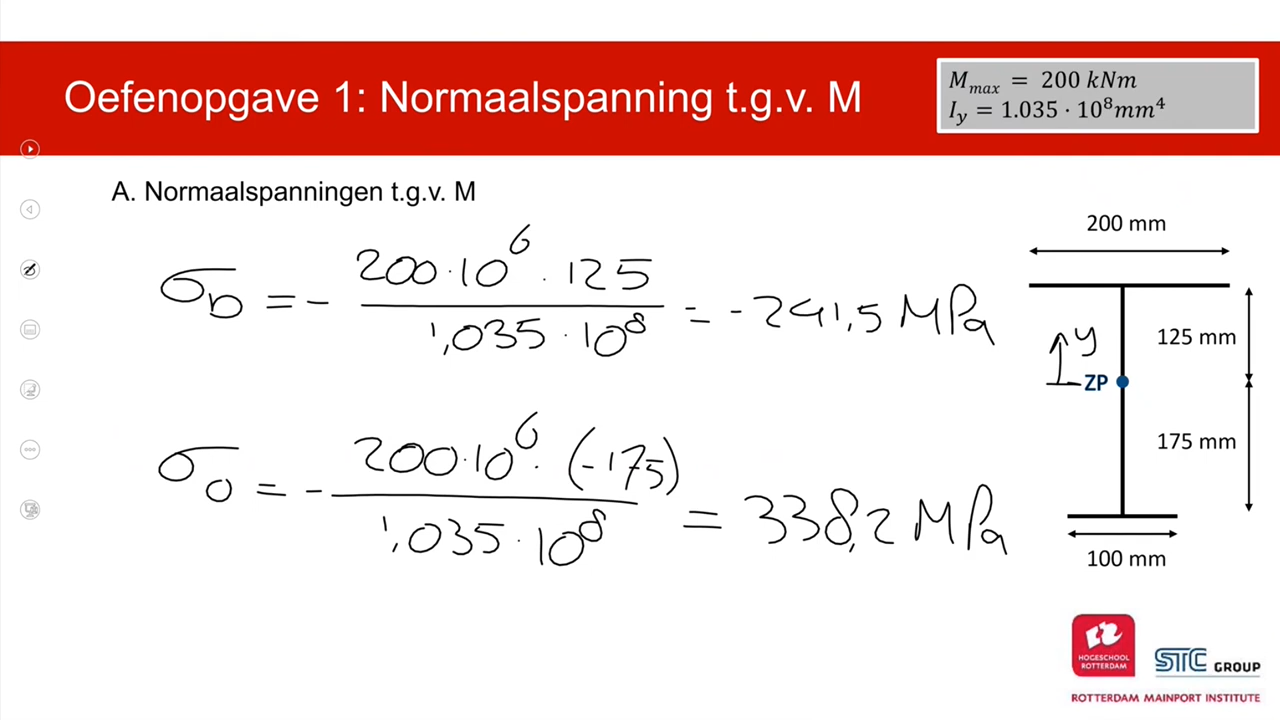 Oefenopgave 1: Normaalspanning t.g.v. M
M_max = 200 kNm
I_y = 1.035 · 10^8 mm^4
A. Normaalspanningen t.g.v. M
σ_b = - (200·10^6 · 125) / (1,035 · 10^8) = -241,5 MPa
σ_o = - (200·10^6 · (-175)) / (1,035 · 10^8) = 338,2 MPa
200 mm
y
125 mm
ZP
175 mm
100 mm
HOGESCHOOL
ROTTERDAM
STC GROUP
ROTTERDAM MAINPORT INSTITUTE